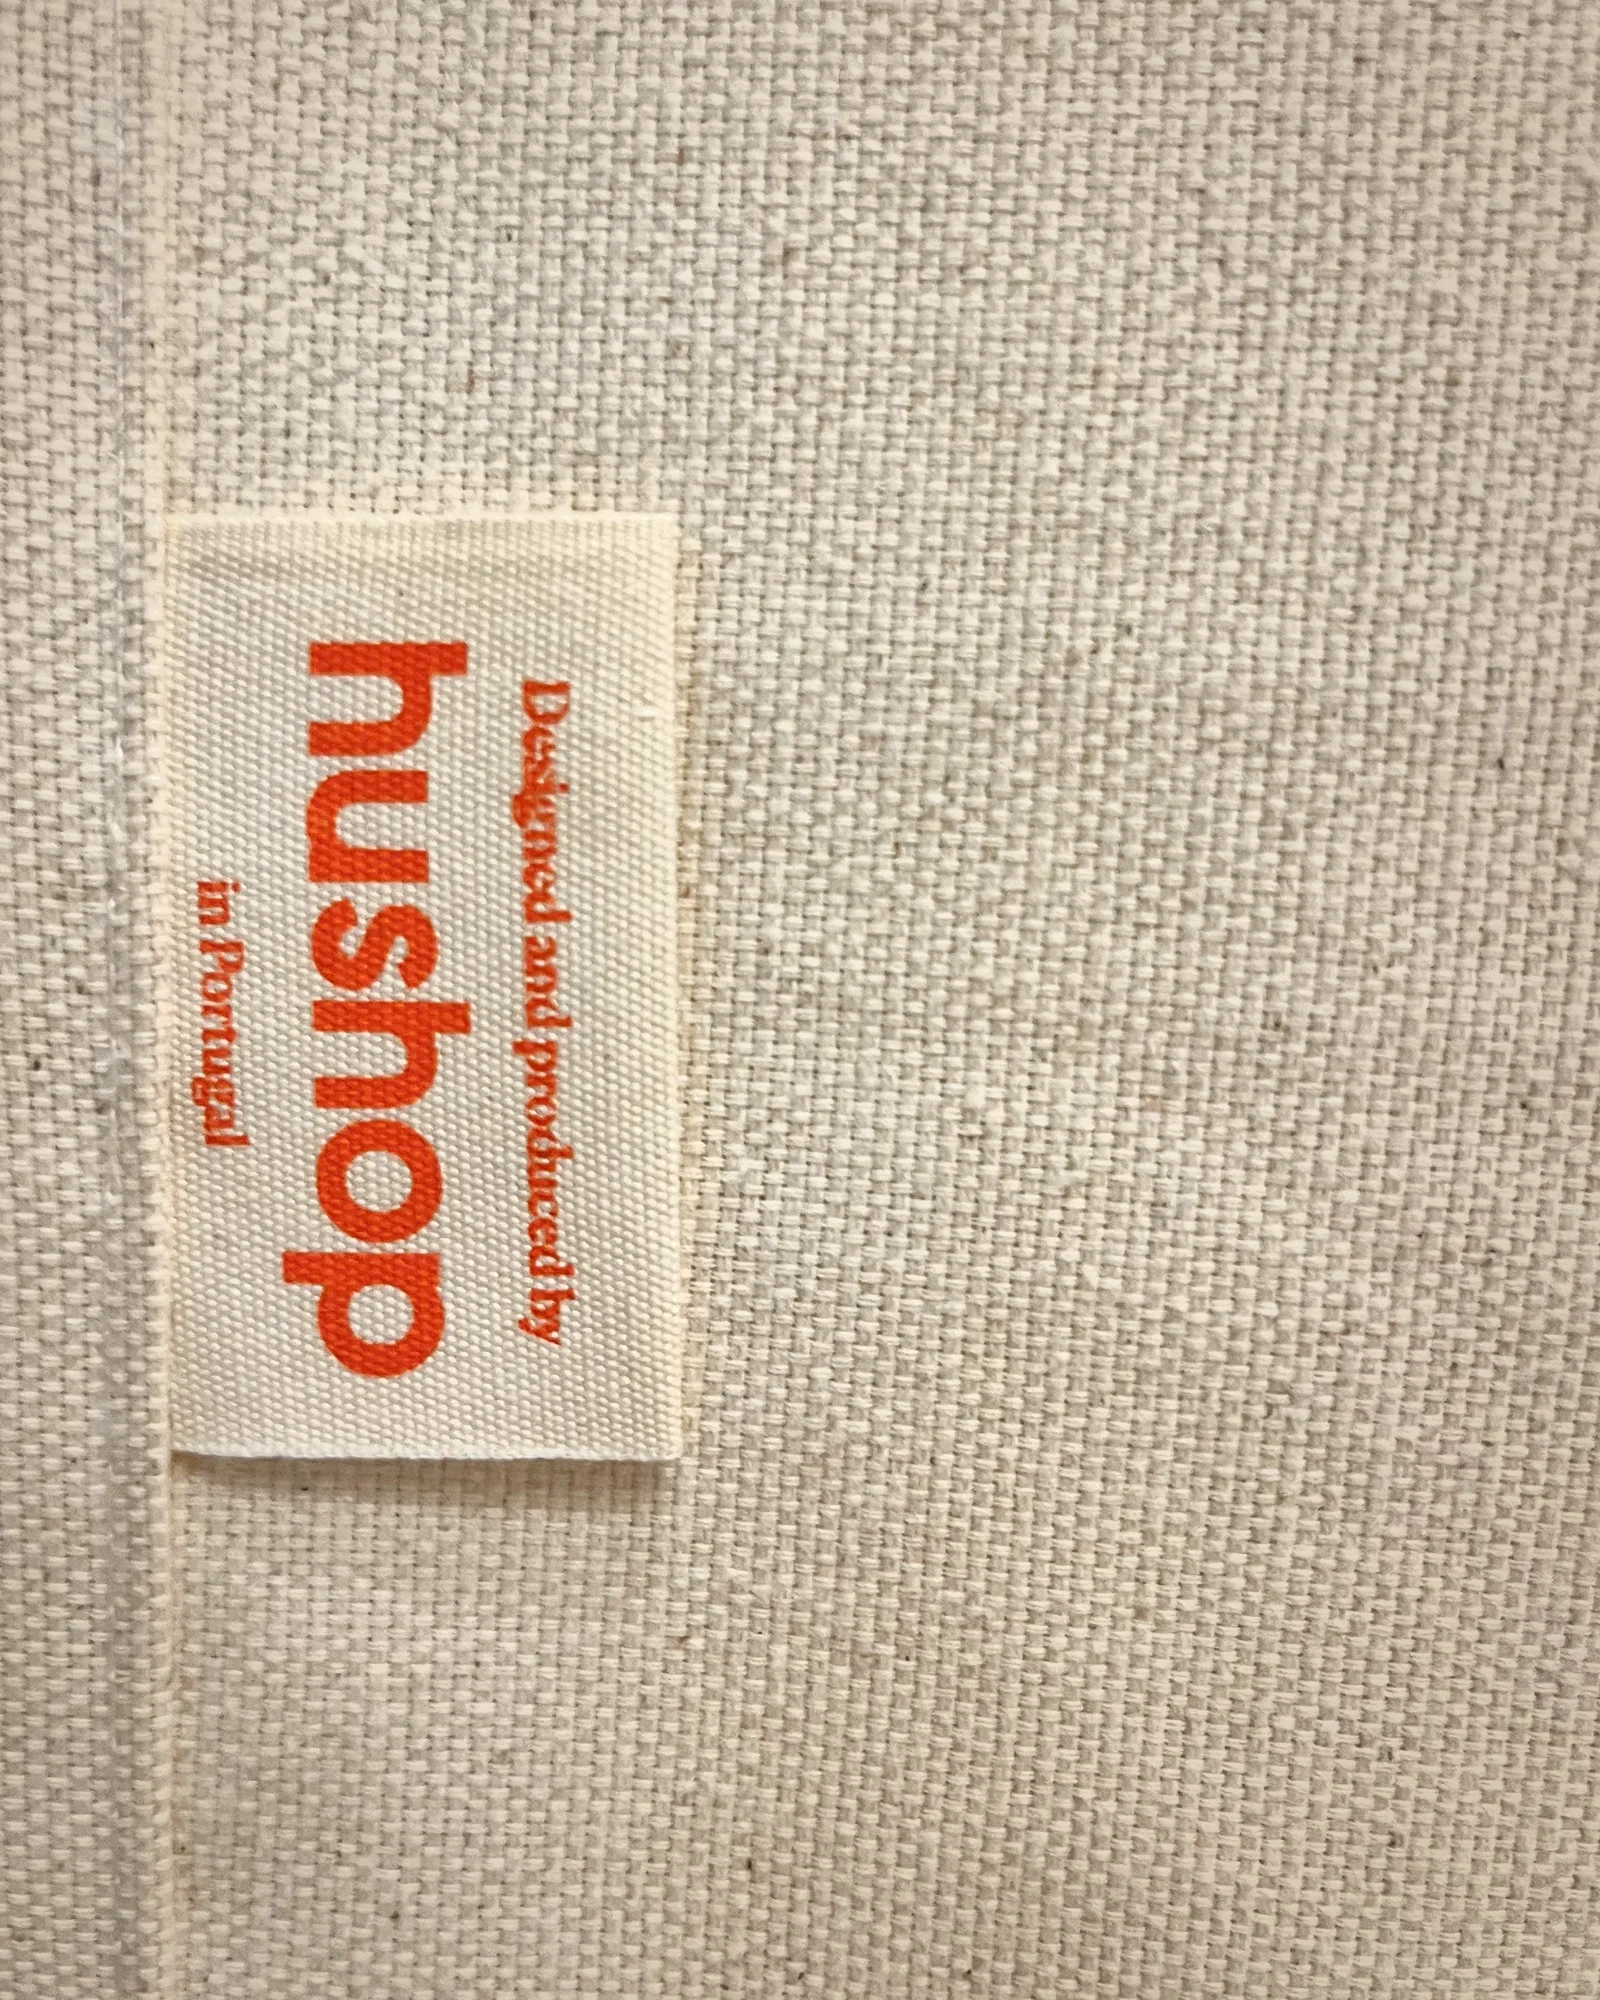 Designed and produced by
hushop
in Portugal